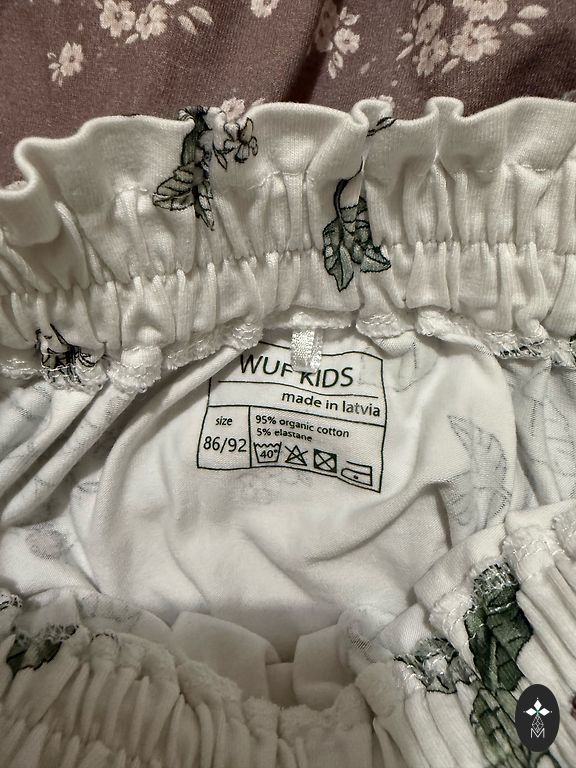 WUF KIDS
made in latvia
size
86/92
95% organic cotton
5% elastane
40°
M